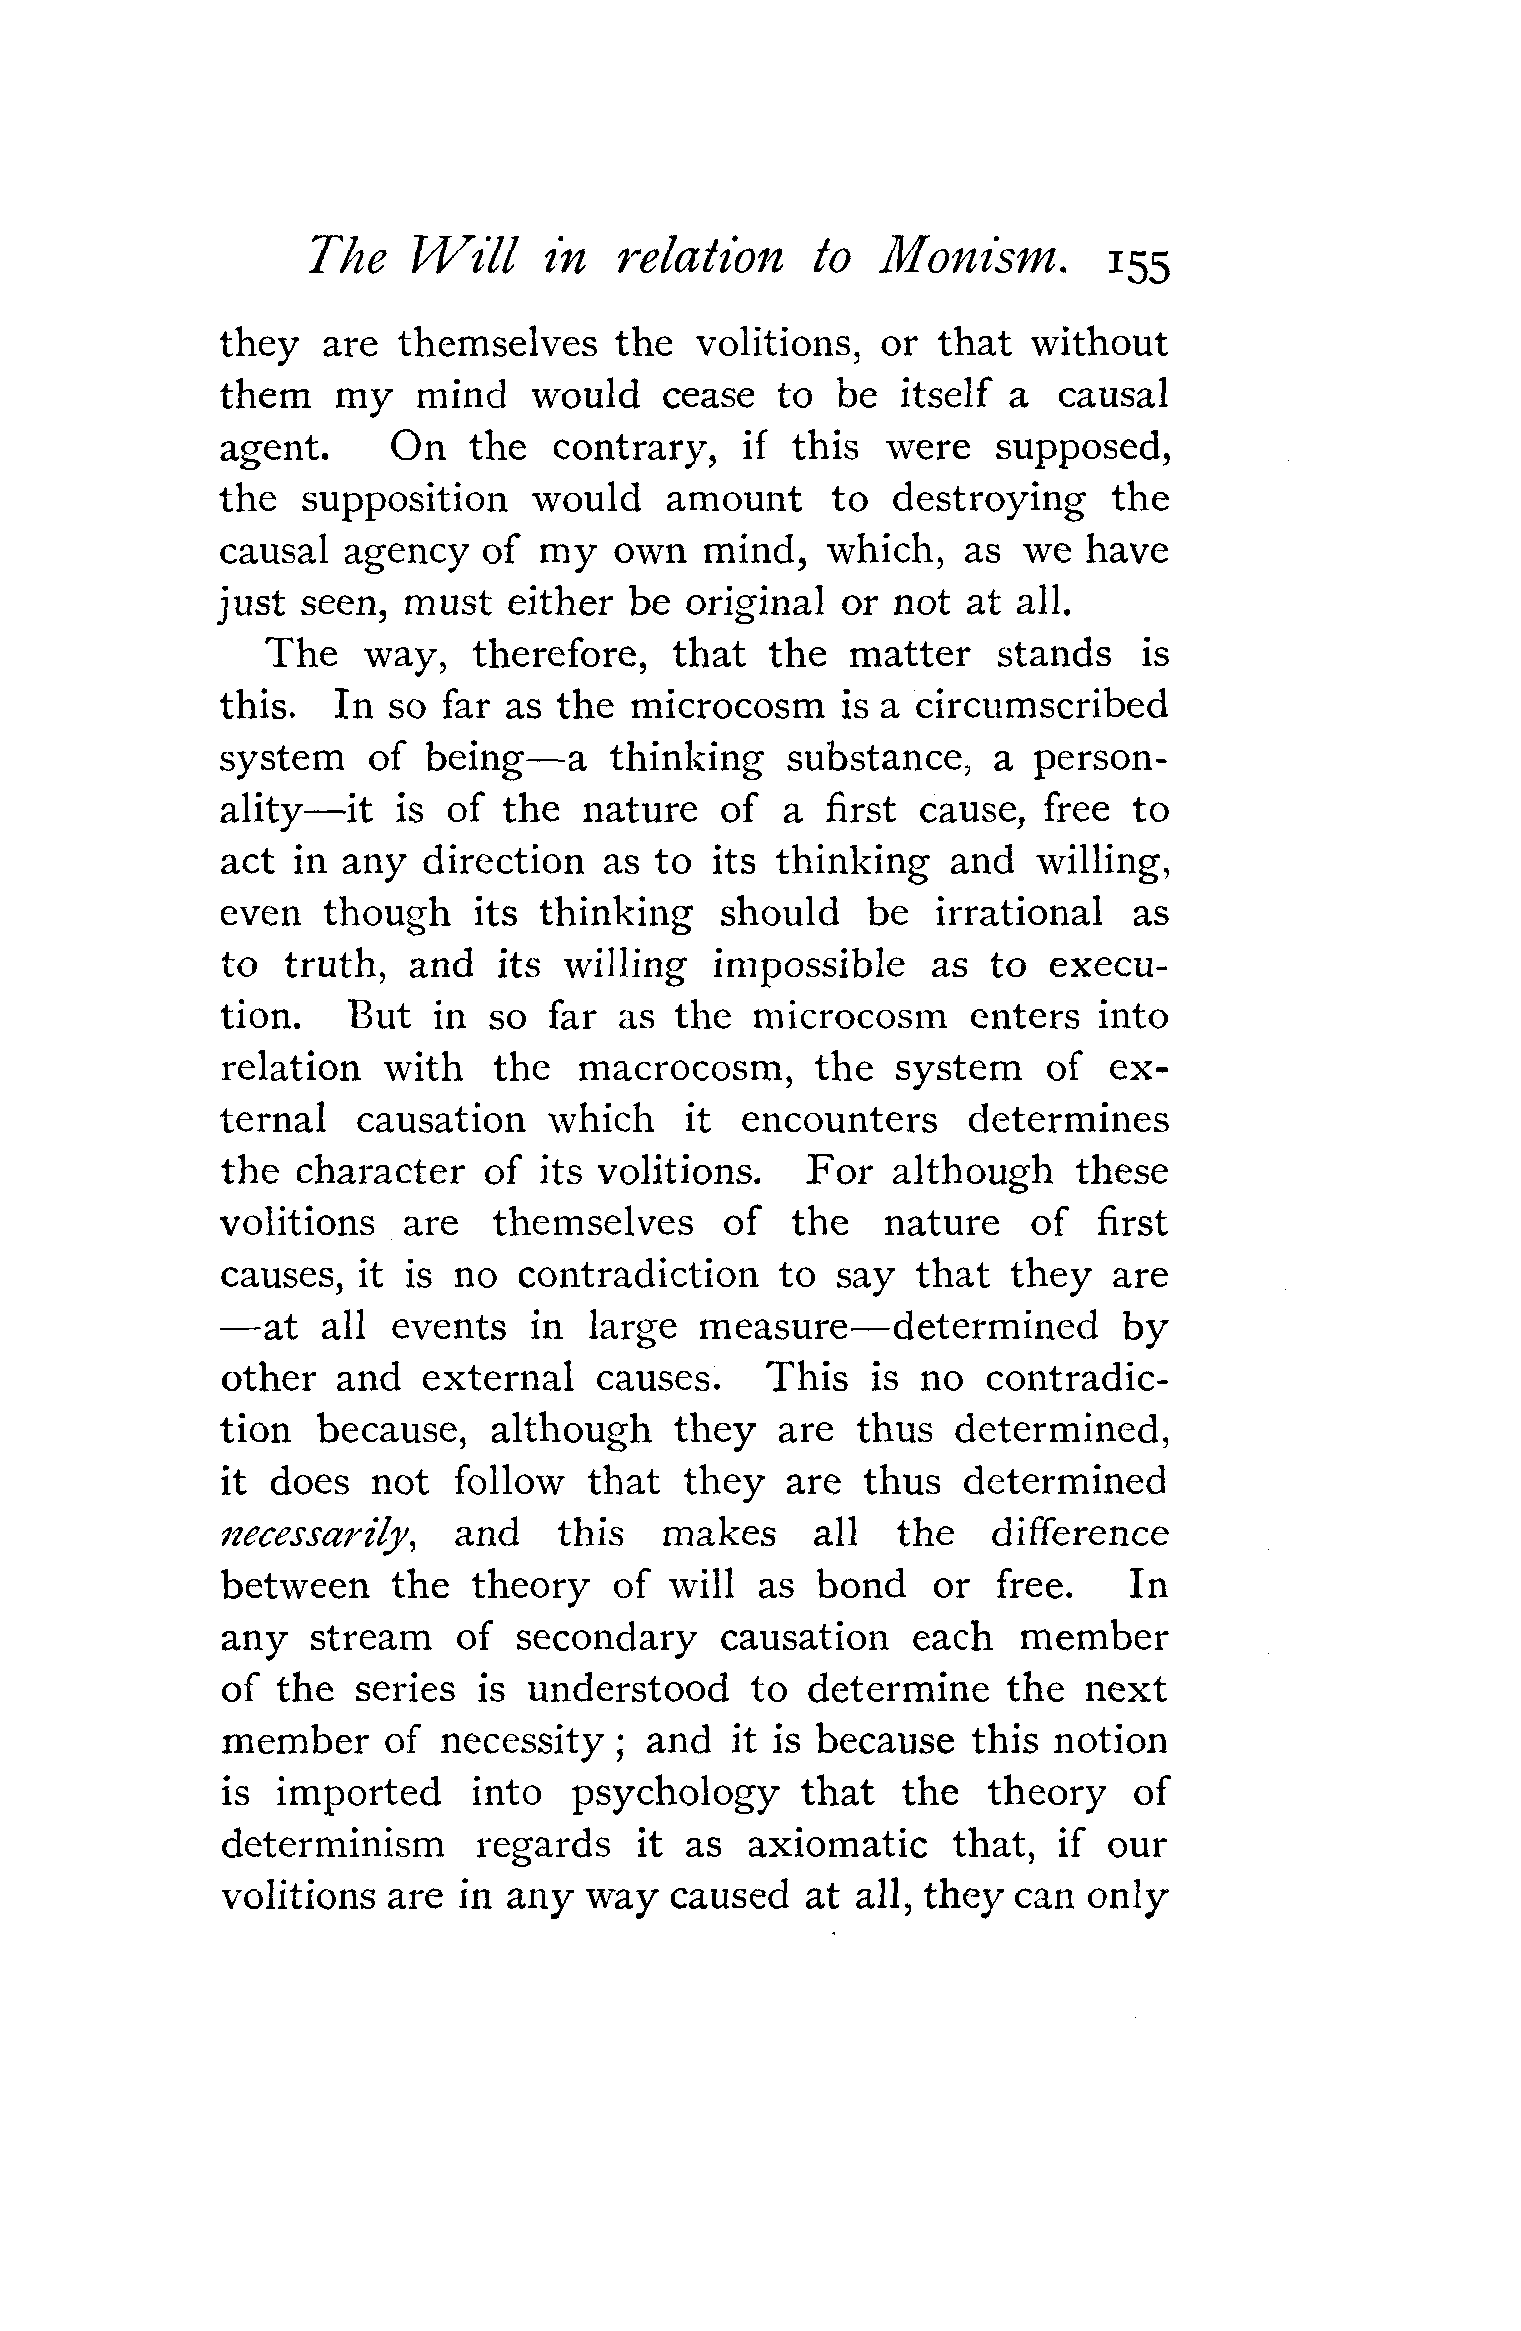 The Will in relation to Monism. 155
they are themselves the volitions, or that without
them my mind would cease to be itself a causal
agent. On the contrary, if this were supposed,
the supposition would amount to destroying the
causal agency of my own mind, which, as we have
just seen, must either be original or not at all.
The way, therefore, that the matter stands is
this. In so far as the microcosm is a circumscribed
system of being—a thinking substance, a person-
ality—it is of the nature of a first cause, free to
act in any direction as to its thinking and willing,
even though its thinking should be irrational as
to truth, and its willing impossible as to execu-
tion. But in so far as the microcosm enters into
relation with the macrocosm, the system of ex-
ternal causation which it encounters determines
the character of its volitions. For although these
volitions are themselves of the nature of first
causes, it is no contradiction to say that they are
—at all events in large measure—determined by
other and external causes. This is no contradic-
tion because, although they are thus determined,
it does not follow that they are thus determined
necessarily, and this makes all the difference
between the theory of will as bond or free. In
any stream of secondary causation each member
of the series is understood to determine the next
member of necessity ; and it is because this notion
is imported into psychology that the theory of
determinism regards it as axiomatic that, if our
volitions are in any way caused at all, they can only